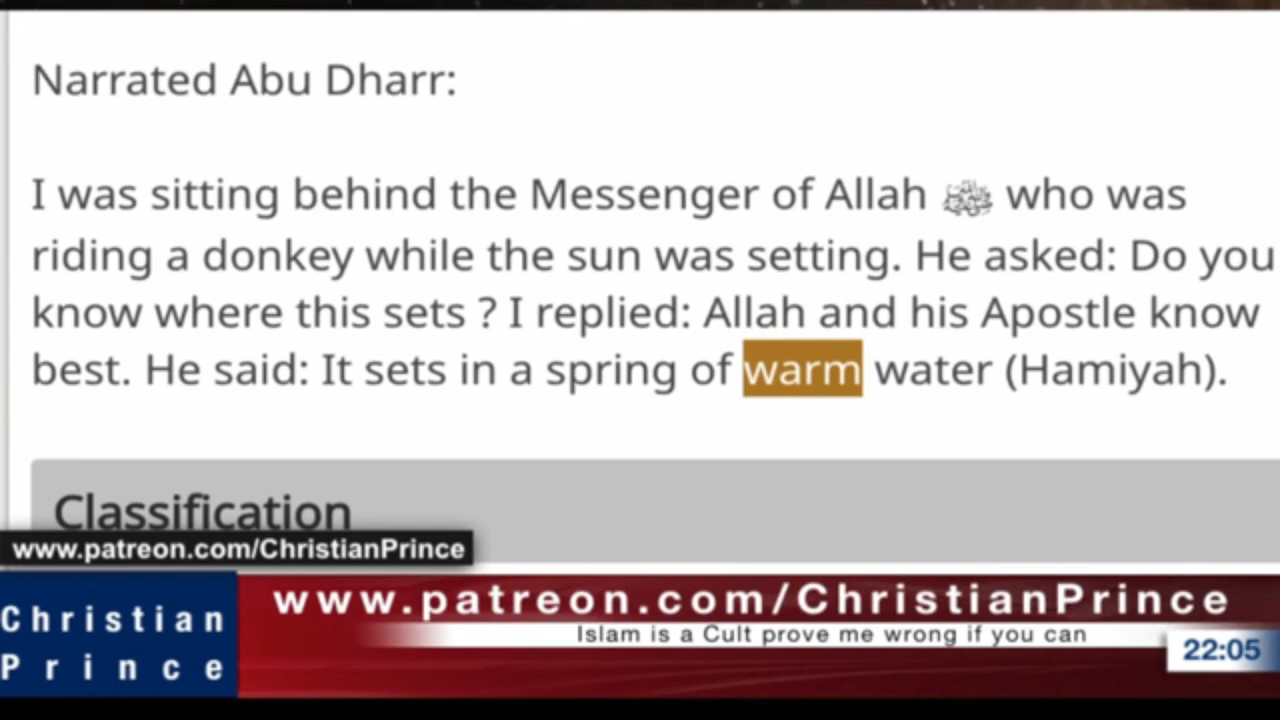 Narrated Abu Dharr:
I was sitting behind the Messenger of Allah ﷺ who was
riding a donkey while the sun was setting. He asked: Do you
know where this sets ? I replied: Allah and his Apostle know
best. He said: It sets in a spring of warm water (Hamiyah).
Classification
www.patreon.com/ChristianPrince
Christian
Prince
www.patreon.com/ChristianPrince
Islam is a Cult prove me wrong if you can
22:05